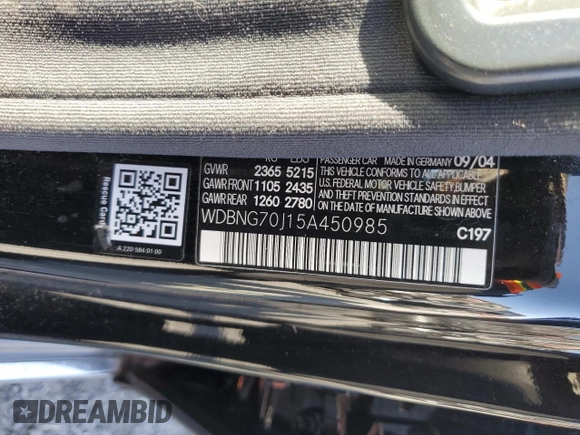 Rescue Card
A 220 584 01 00
KG LBS
GVWR 2365 5215
GAWR FRONT 1105 2435
GAWR REAR 1260 2780
PASSENGER CAR MADE IN GERMANY 09/04
THIS VEHICLE CONFORMS TO ALL APPLICABLE
U.S. FEDERAL MOTOR VEHICLE SAFETY, BUMPER
AND THEFT PREVENTION STANDARDS IN EFFECT
ON THE DATE OF MANUFACTURE SHOWN ABOVE.
WDBNG70J15A450985
C197
DREAMBID